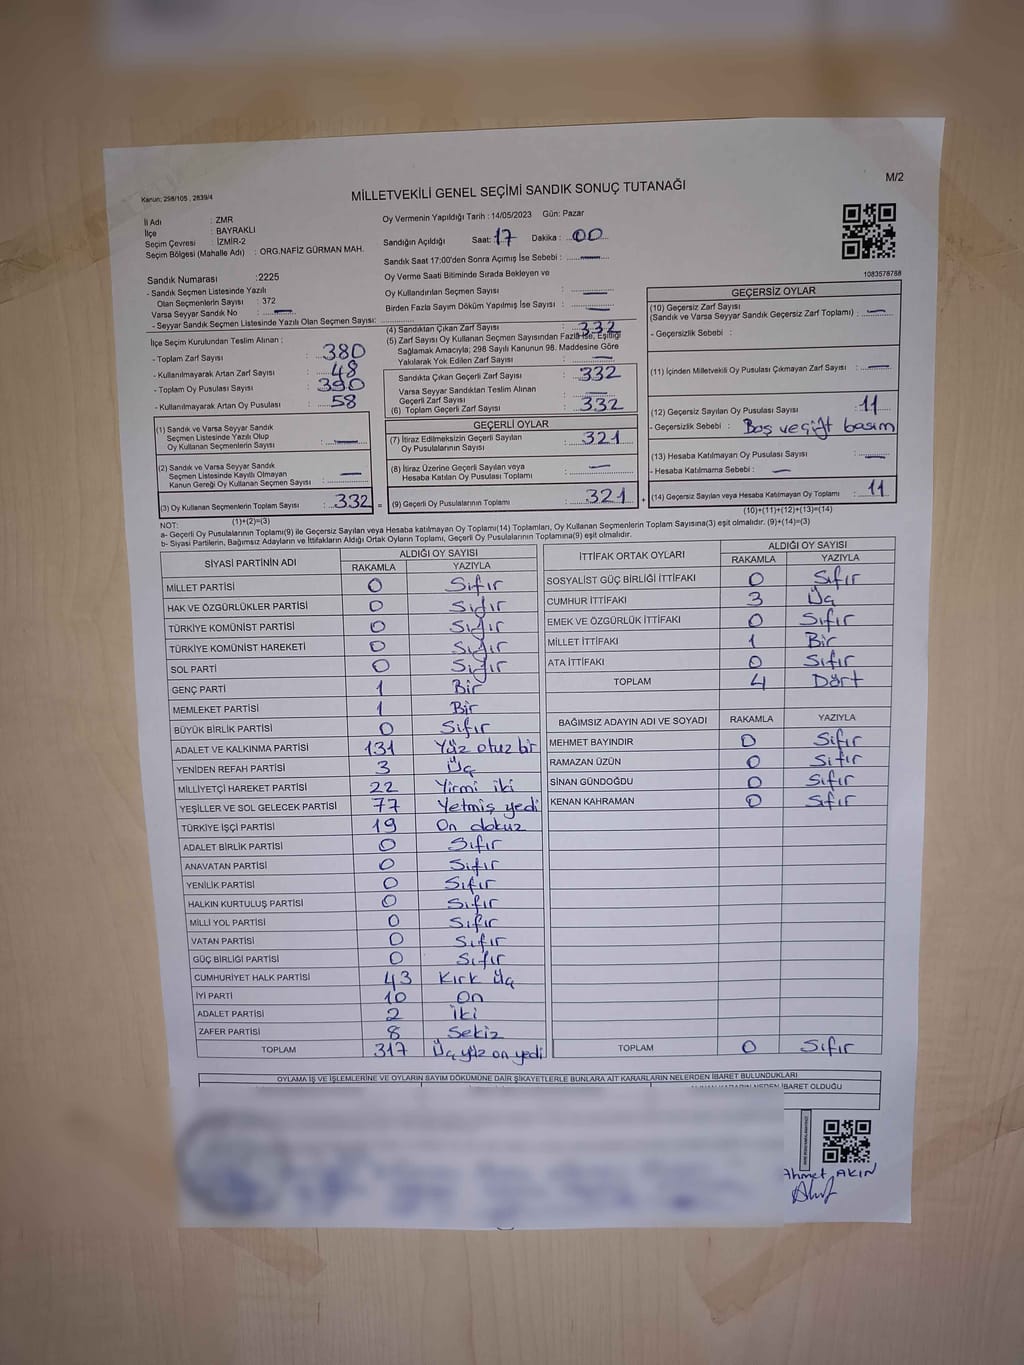 Kanun; 298/105 , 2839/4
MİLLETVEKİLİ GENEL SEÇİMİ SANDIK SONUÇ TUTANAĞI
M/2
İl Adı : ZMR
İlçe : BAYRAKLI
Seçim Çevresi : İZMİR-2
Seçim Bölgesi (Mahalle Adı) : ORG.NAFİZ GÜRMAN MAH.
Oy Vermenin Yapıldığı Tarih : 14/05/2023 Gün: Pazar
Sandığın Açıldığı Saat: 17 Dakika : 00
Sandık Saat 17:00'den Sonra Açımış İse Sebebi : —
Oy Verme Saati Bitiminde Sırada Bekleyen ve
Oy Kullandırılan Seçmen Sayısı : —
Birden Fazla Sayım Döküm Yapılmış İse Sayısı : —
1083578788
Sandık Numarası :2225
- Sandık Seçmen Listesinde Yazılı
Olan Seçmenlerin Sayısı : 372
Varsa Seyyar Sandık No : —
- Seyyar Sandık Seçmen Listesinde Yazılı Olan Seçmen Sayısı:
İlçe Seçim Kurulundan Teslim Alınan :
- Toplam Zarf Sayısı : 380
- Kullanılmayarak Artan Zarf Sayısı : 48
- Toplam Oy Pusulası Sayısı : 390
- Kullanılmayarak Artan Oy Pusulası : 58
(1) Sandık ve Varsa Seyyar Sandık
Seçmen Listesinde Yazılı Olup
Oy Kullanan Seçmenlerin Sayısı : —
(2) Sandık ve Varsa Seyyar Sandık
Seçmen Listesinde Kayıtlı Olmayan
Kanun Gereği Oy Kullanan Seçmen Sayısı : —
(3) Oy Kullanan Seçmenlerin Toplam Sayısı : 332 =
(1)+(2)=(3)
(4) Sandıktan Çıkan Zarf Sayısı : 332
(5) Zarf Sayısı Oy Kullanan Seçmen Sayısından Fazla İse, Eşitliği
Sağlamak Amacıyla; 298 Sayılı Kanunun 98. Maddesine Göre
Yakılarak Yok Edilen Zarf Sayısı : —
Sandıkta Çıkan Geçerli Zarf Sayısı : 332
Varsa Seyyar Sandıktan Teslim Alınan
Geçerli Zarf Sayısı : —
(6) Toplam Geçerli Zarf Sayısı : 332
GEÇERLİ OYLAR
(7) İtiraz Edilmeksizin Geçerli Sayılan
Oy Pusulalarının Sayısı : 321
(8) İtiraz Üzerine Geçerli Sayılan veya
Hesaba Katılan Oy Pusulası Toplamı : —
(9) Geçerli Oy Pusulalarının Toplamı : 321 +
GEÇERSİZ OYLAR
(10) Geçersiz Zarf Sayısı
(Sandık ve Varsa Seyyar Sandık Geçersiz Zarf Toplamı) : —
- Geçersizlik Sebebi :
(11) İçinden Milletvekili Oy Pusulası Çıkmayan Zarf Sayısı : —
(12) Geçersiz Sayılan Oy Pusulası Sayısı : 11
- Geçersizlik Sebebi : Boş ve çift basım
(13) Hesaba Katılmayan Oy Pusulası Sayısı : —
- Hesaba Katılmama Sebebi : —
(14) Geçersiz Sayılan veya Hesaba Katılmayan Oy Toplamı : 11
(10)+(11)+(12)+(13)=(14)
NOT:
a- Geçerli Oy Pusulalarının Toplamı(9) ile Geçersiz Sayılan veya Hesaba katılmayan Oy Toplamı(14) Toplamları, Oy Kullanan Seçmenlerin Toplam Sayısına(3) eşit olmalıdır. (9)+(14)=(3)
b- Siyasi Partilerin, Bağımsız Adayların ve İttifakların Aldığı Ortak Oyların Toplamı, Geçerli Oy Pusulalarının Toplamına(9) eşit olmalıdır.
SİYASİ PARTİNİN ADI ALDIĞI OY SAYISI
RAKAMLA YAZIYLA
MİLLET PARTİSİ 0 Sıfır
HAK VE ÖZGÜRLÜKLER PARTİSİ 0 Sıfır
TÜRKİYE KOMÜNİST PARTİSİ 0 Sıfır
TÜRKİYE KOMÜNİST HAREKETİ 0 Sıfır
SOL PARTİ 0 Sıfır
GENÇ PARTİ 1 Bir
MEMLEKET PARTİSİ 1 Bir
BÜYÜK BİRLİK PARTİSİ 0 Sıfır
ADALET VE KALKINMA PARTİSİ 131 Yüz otuz bir
YENİDEN REFAH PARTİSİ 3 Üç
MİLLİYETÇİ HAREKET PARTİSİ 22 Yirmi iki
YEŞİLLER VE SOL GELECEK PARTİSİ 77 Yetmiş yedi
TÜRKİYE İŞÇİ PARTİSİ 19 On dokuz
ADALET BİRLİK PARTİSİ 0 Sıfır
ANAVATAN PARTİSİ 0 Sıfır
YENİLİK PARTİSİ 0 Sıfır
HALKIN KURTULUŞ PARTİSİ 0 Sıfır
MİLLİ YOL PARTİSİ 0 Sıfır
VATAN PARTİSİ 0 Sıfır
GÜÇ BİRLİĞİ PARTİSİ 0 Sıfır
CUMHURİYET HALK PARTİSİ 43 Kırk üç
İYİ PARTİ 10 On
ADALET PARTİSİ 2 İki
ZAFER PARTİSİ 8 Sekiz
TOPLAM 317 Üç yüz on yedi
İTTİFAK ORTAK OYLARI ALDIĞI OY SAYISI
RAKAMLA YAZIYLA
SOSYALİST GÜÇ BİRLİĞİ İTTİFAKI 0 Sıfır
CUMHUR İTTİFAKI 3 Üç
EMEK VE ÖZGÜRLÜK İTTİFAKI 0 Sıfır
MİLLET İTTİFAKI 1 Bir
ATA İTTİFAKI 0 Sıfır
TOPLAM 4 Dört
BAĞIMSIZ ADAYIN ADI VE SOYADI RAKAMLA YAZIYLA
MEHMET BAYINDIR 0 Sıfır
RAMAZAN ÜZÜN 0 Sıfır
SİNAN GÜNDOĞDU 0 Sıfır
KENAN KAHRAMAN 0 Sıfır
TOPLAM 0 Sıfır
OYLAMA İŞ VE İŞLEMLERİNE VE OYLARIN SAYIM DÖKÜMÜNE DAİR ŞİKAYETLERLE BUNLARA AİT KARARLARIN NELERDEN İBARET BULUNDUKLARI
NEDEN İBARET OLDUĞU
Ahmet AKIN